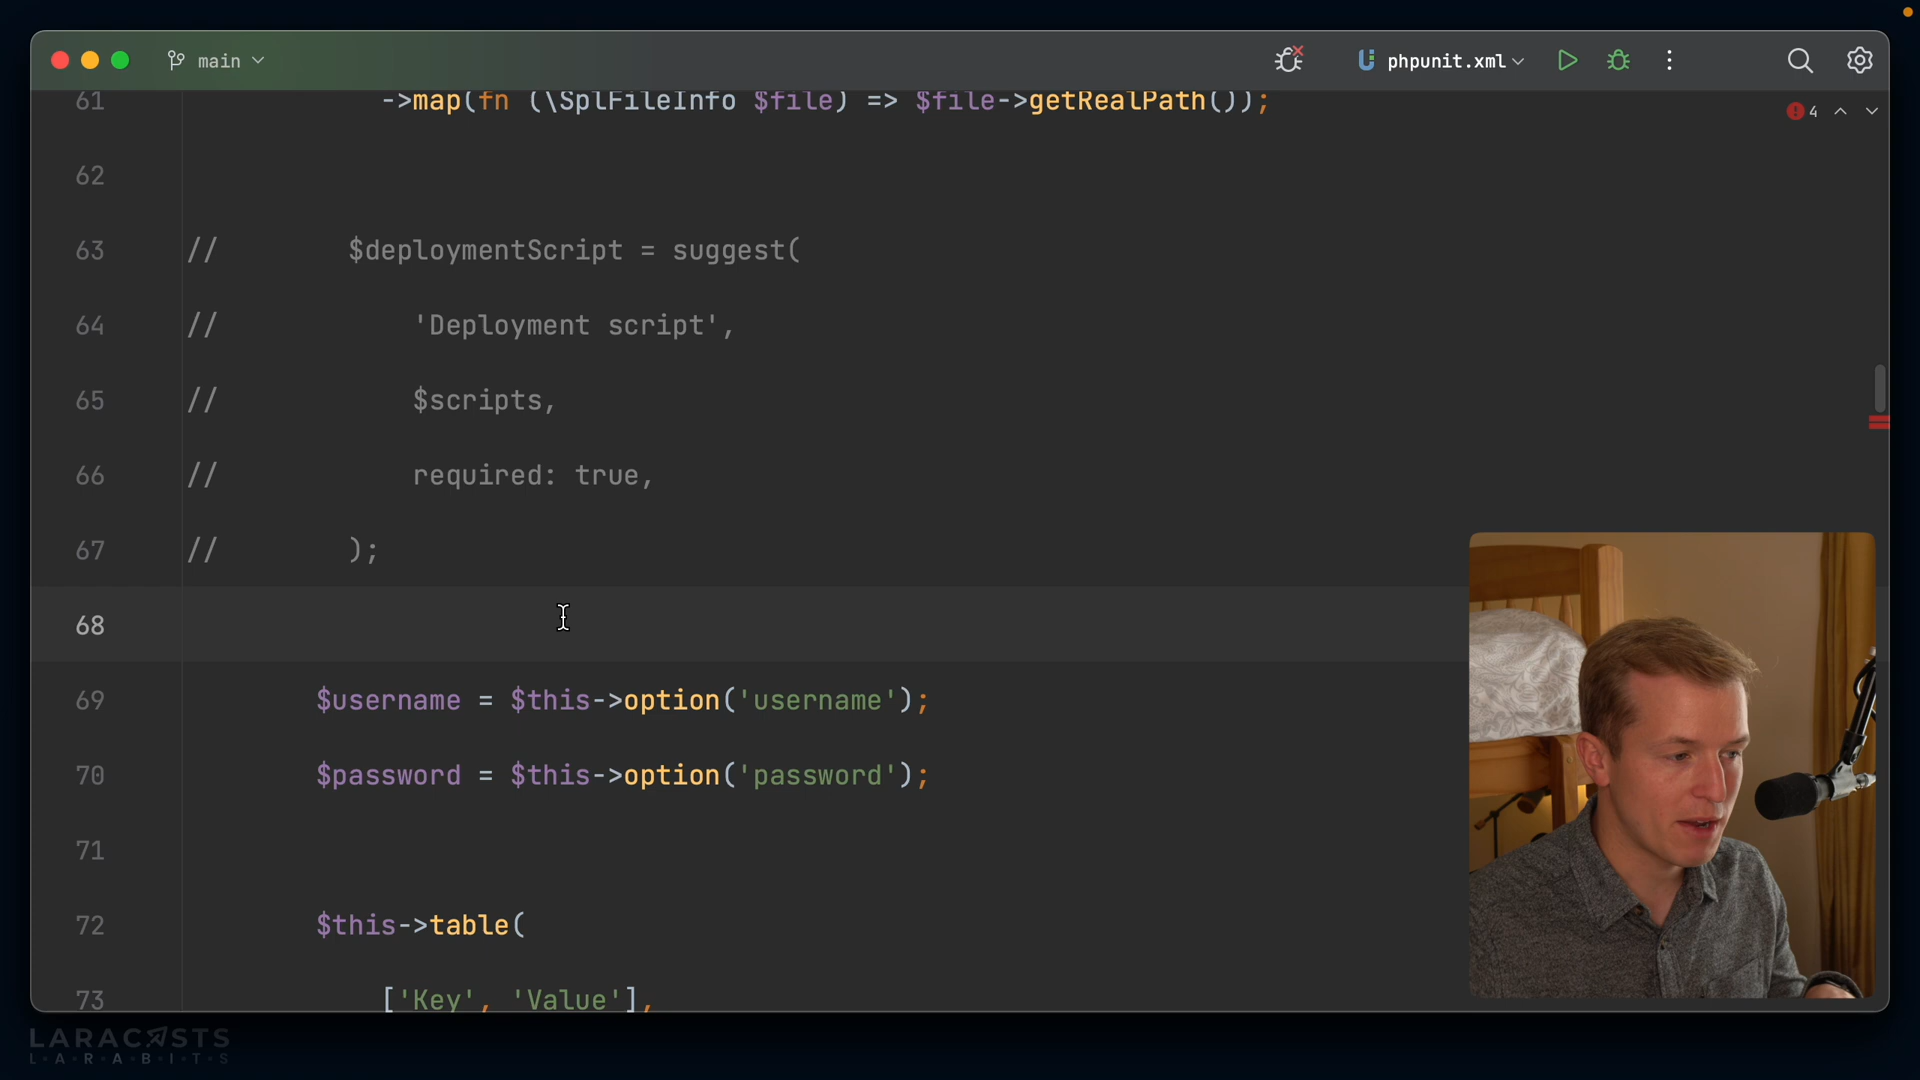 main
phpunit.xml
61 ->map(fn (\SplFileInfo $file) => $file->getRealPath());
4
62
63 // $deploymentScript = suggest(
64 // 'Deployment script',
65 // $scripts,
66 // required: true,
67 // );
68
69 $username = $this->option('username');
70 $password = $this->option('password');
71
72 $this->table(
73 ['Key', 'Value'],
LARACASTS
L·A·R·A·B·I·T·S